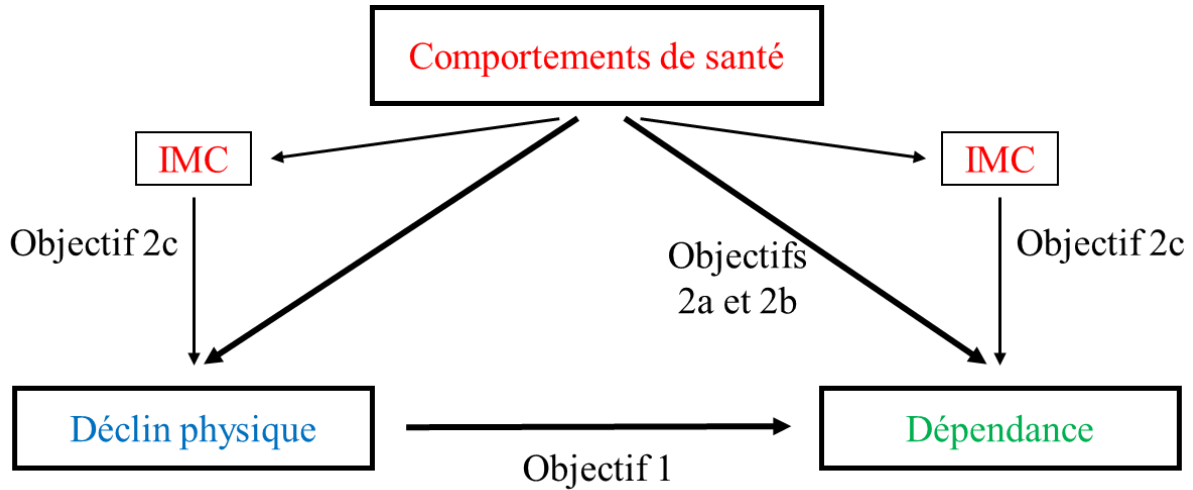 Comportements de santé
IMC
IMC
Objectif 2c
Objectifs
2a et 2b
Objectif 2c
Déclin physique
Dépendance
Objectif 1